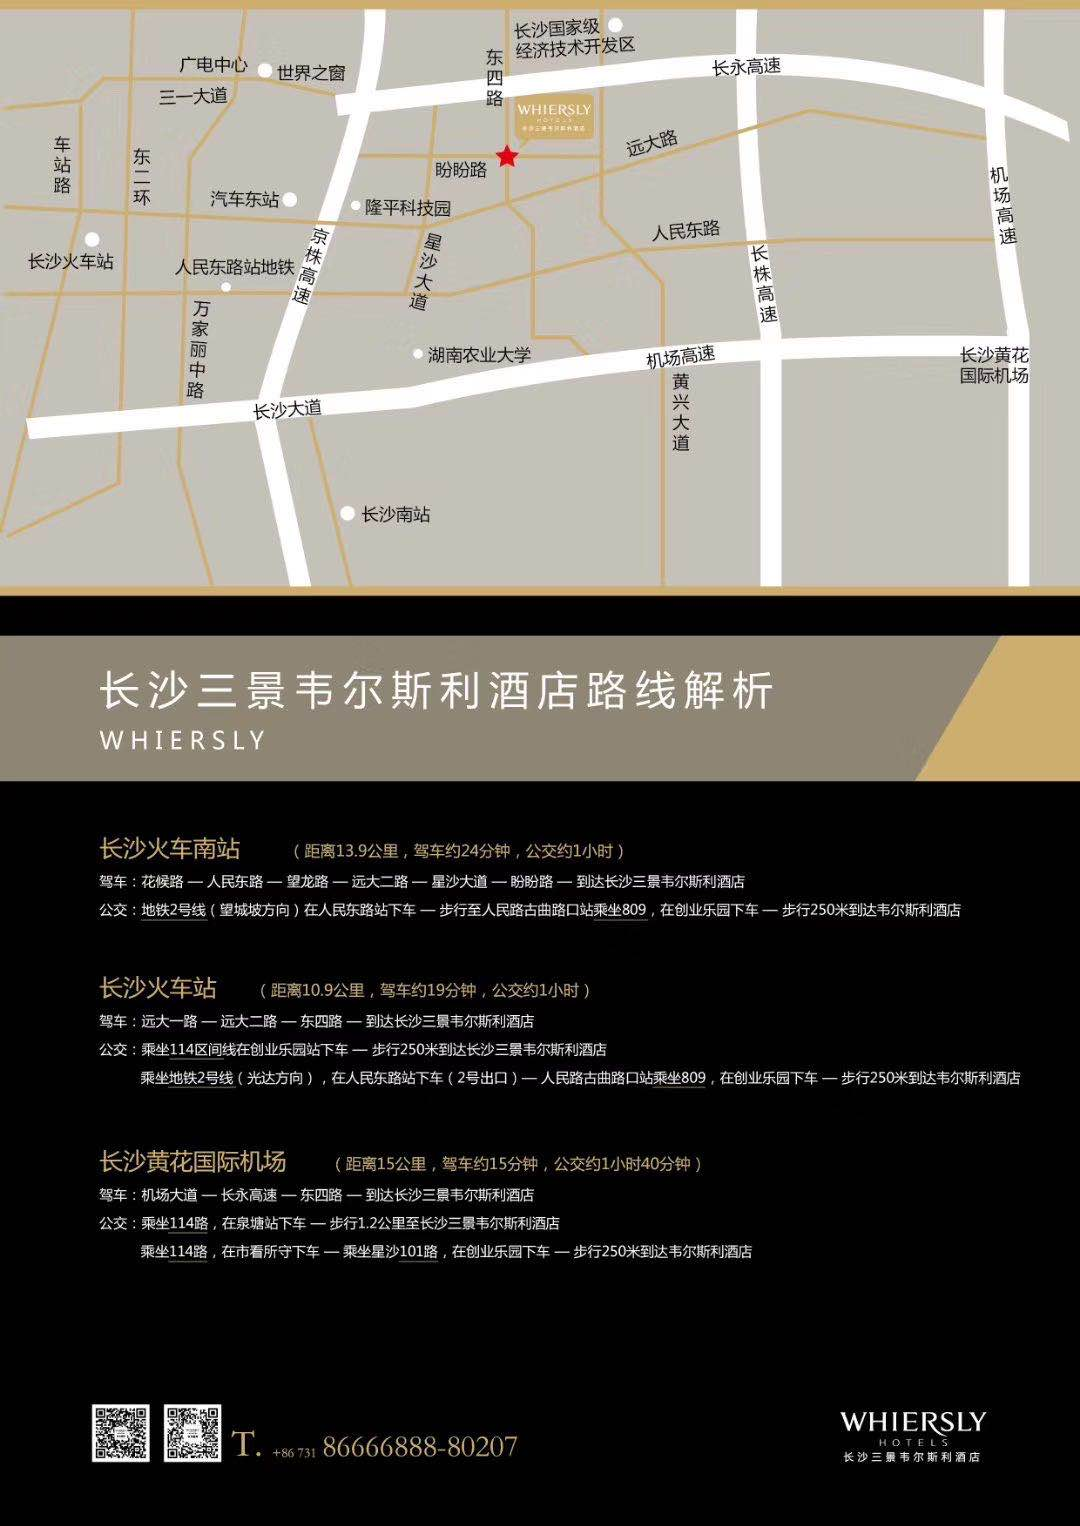 长沙国家级
经济技术开发区
东四路
广电中心
世界之窗
三一大道
长永高速
WHIERSLY
HOTELS
长沙三景韦尔斯利酒店
车站路
东二环
盼盼路
远大路
机场高速
汽车东站
隆平科技园
人民东路
长沙火车站
人民东路站地铁
京株高速
星沙大道
长株高速
万家丽中路
湖南农业大学
机场高速
长沙黄花
国际机场
长沙大道
黄兴大道
长沙南站
长沙三景韦尔斯利酒店路线解析
WHIERSLY
长沙火车南站 （距离13.9公里，驾车约24分钟，公交约1小时）
驾车：花候路 — 人民东路 — 望龙路 — 远大二路 — 星沙大道 — 盼盼路 — 到达长沙三景韦尔斯利酒店
公交：地铁2号线（望城坡方向）在人民东路站下车 — 步行至人民路古曲路口站乘坐809，在创业乐园下车 — 步行250米到达韦尔斯利酒店
长沙火车站 （距离10.9公里，驾车约19分钟，公交约1小时）
驾车：远大一路 — 远大二路 — 东四路 — 到达长沙三景韦尔斯利酒店
公交：乘坐114区间线在创业乐园站下车 — 步行250米到达长沙三景韦尔斯利酒店
乘坐地铁2号线（光达方向），在人民东路站下车（2号出口）— 人民路古曲路口站乘坐809，在创业乐园下车 — 步行250米到达韦尔斯利酒店
长沙黄花国际机场 （距离15公里，驾车约15分钟，公交约1小时40分钟）
驾车：机场大道 — 长永高速 — 东四路 — 到达长沙三景韦尔斯利酒店
公交：乘坐114路，在泉塘站下车 — 步行1.2公里至长沙三景韦尔斯利酒店
乘坐114路，在市看所守下车 — 乘坐星沙101路，在创业乐园下车 — 步行250米到达韦尔斯利酒店
T. +86 731 86666888-80207
WHIERSLY
HOTELS
长沙三景韦尔斯利酒店